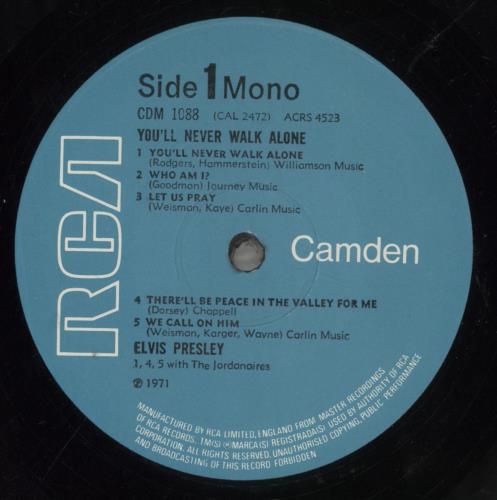 Side 1 Mono
CDM 1088 (CAL 2472) ACRS 4523
YOU'LL NEVER WALK ALONE
1 YOU'LL NEVER WALK ALONE
(Rodgers, Hammerstein) Williamson Music
2 WHO AM I?
(Goodman) Journey Music
3 LET US PRAY
(Weisman, Kaye) Carlin Music
RCA
Camden
4 THERE'LL BE PEACE IN THE VALLEY FOR ME
(Dorsey) Chappell
5 WE CALL ON HIM
(Weisman, Karger, Wayne) Carlin Music
ELVIS PRESLEY
1, 4, 5 with The Jordanaires
℗ 1971
MANUFACTURED BY RCA LIMITED, ENGLAND FROM MASTER RECORDINGS
OF RCA RECORDS. TM(S) ® MARCA(S) REGISTRADA(S) USED BY AUTHORITY OF RCA
CORPORATION. ALL RIGHTS RESERVED. UNAUTHORISED COPYING, PUBLIC PERFORMANCE
AND BROADCASTING OF THIS RECORD FORBIDDEN